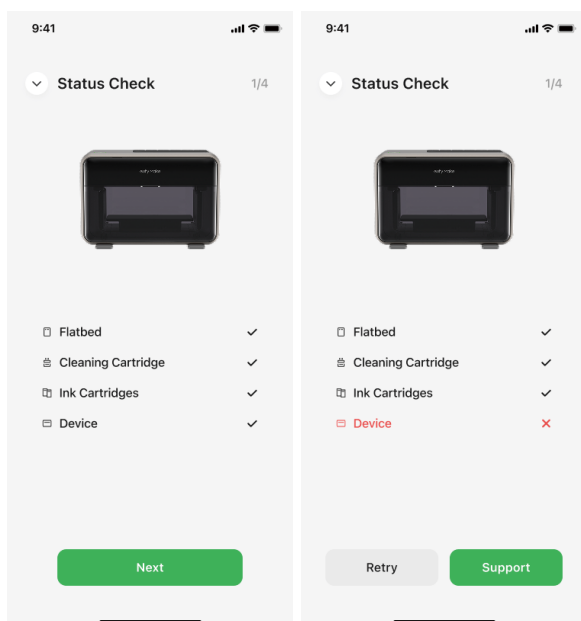 9:41
Status Check
1/4
Flatbed
Cleaning Cartridge
Ink Cartridges
Device
Next
9:41
Status Check
1/4
Flatbed
Cleaning Cartridge
Ink Cartridges
Device
Retry
Support